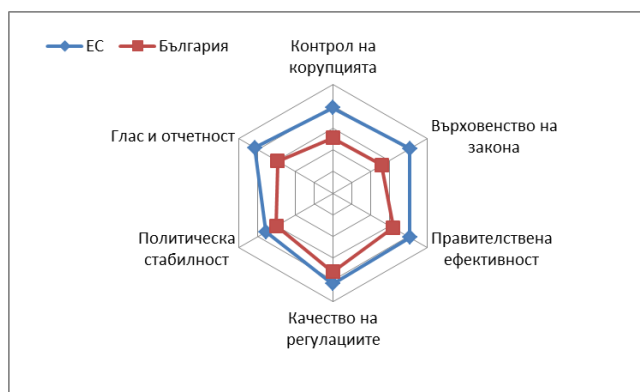 ЕС
България
Контрол на
корупцията
Върховенство на
закона
Правителствена
ефективност
Качество на
регулациите
Политическа
стабилност
Глас и отчетност